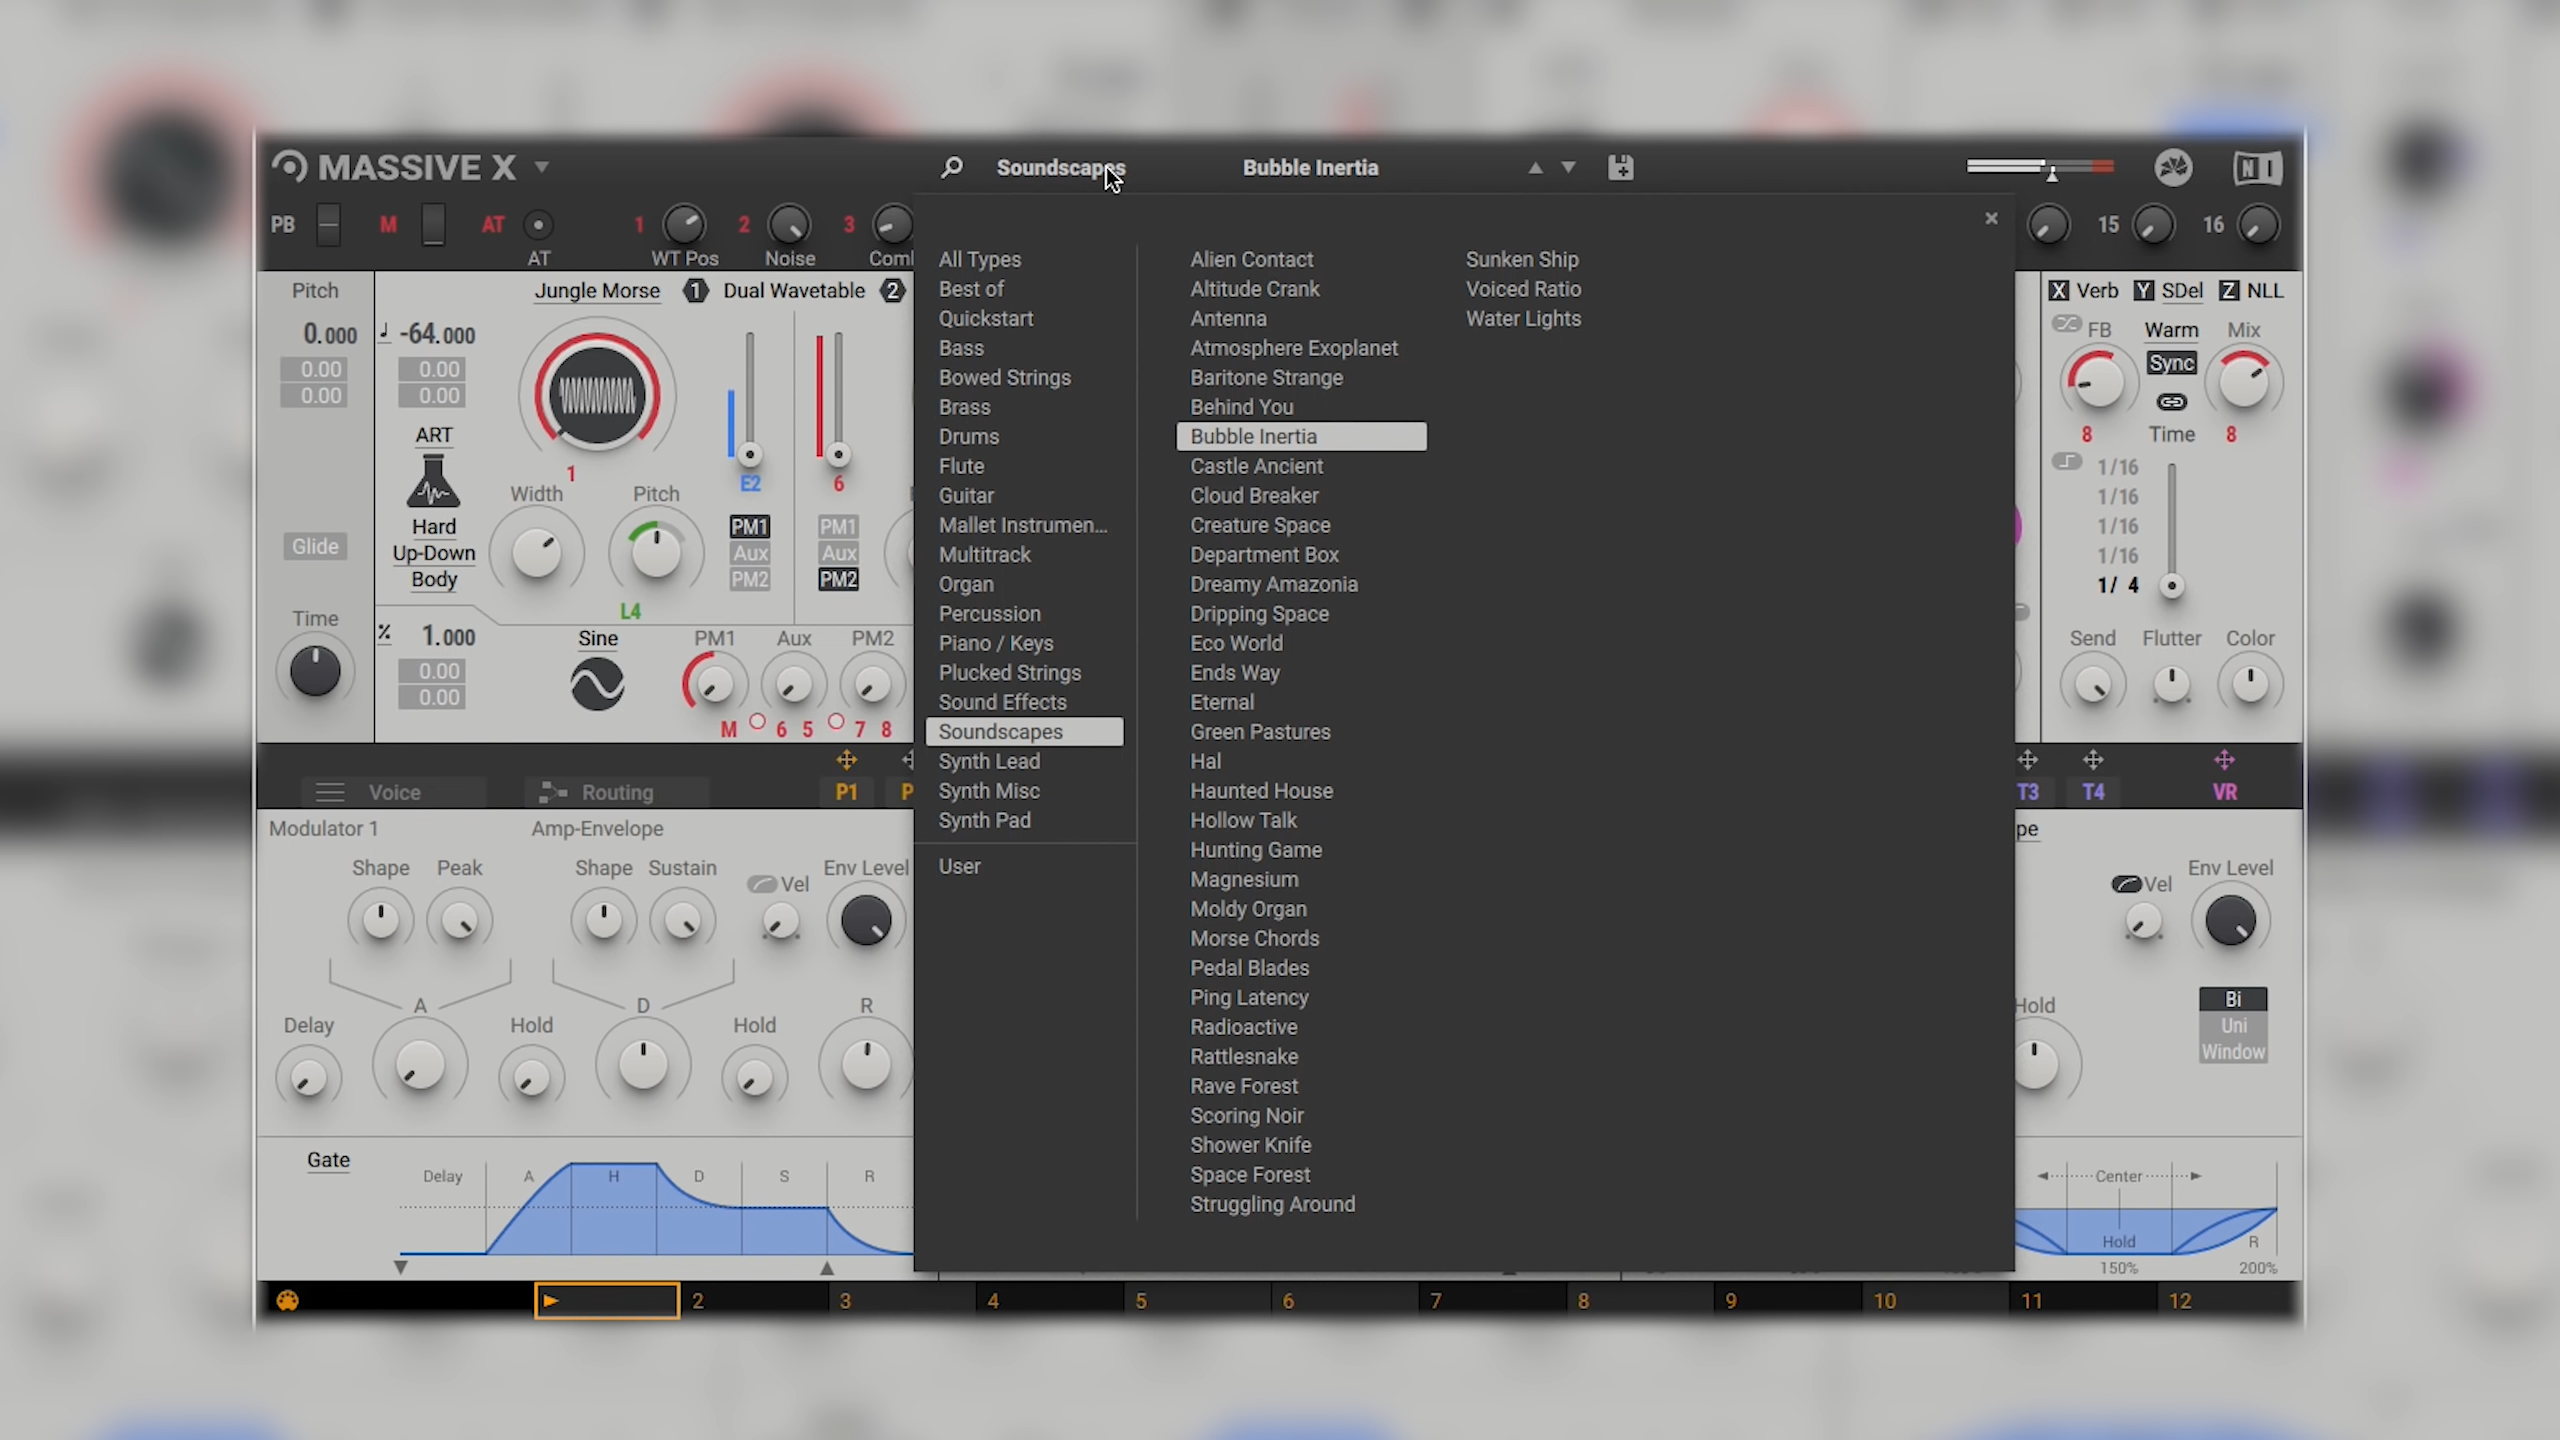 MASSIVE X
Soundscapes
Bubble Inertia
NI
PB
M
AT
1
2
3
15
16
AT
WT Pos
Noise
Pitch
Jungle Morse
1
Dual Wavetable
2
0.000
-64.000
0.00
0.00
0.00
0.00
ART
Hard
Up-Down
Body
Glide
1
Width
Pitch
E2
6
PM1
Aux
PM2
PM1
Aux
PM2
L4
Time
1.000
0.00
0.00
Sine
PM1
Aux
PM2
M
6
5
7
8
All Types
Best of
Quickstart
Bass
Bowed Strings
Brass
Drums
Flute
Guitar
Mallet Instrumen...
Multitrack
Organ
Percussion
Piano / Keys
Plucked Strings
Sound Effects
Soundscapes
Synth Lead
Synth Misc
Synth Pad
User
Alien Contact
Altitude Crank
Antenna
Atmosphere Exoplanet
Baritone Strange
Behind You
Bubble Inertia
Castle Ancient
Cloud Breaker
Creature Space
Department Box
Dreamy Amazonia
Dripping Space
Eco World
Ends Way
Eternal
Green Pastures
Hal
Haunted House
Hollow Talk
Hunting Game
Magnesium
Moldy Organ
Morse Chords
Pedal Blades
Ping Latency
Radioactive
Rattlesnake
Rave Forest
Scoring Noir
Shower Knife
Space Forest
Struggling Around
Sunken Ship
Voiced Ratio
Water Lights
X Verb
Y SDel
Z NLL
FB
Warm
Mix
Sync
8
Time
8
1/16
1/16
1/16
1/16
1/ 4
Send
Flutter
Color
Voice
Routing
P1
T3
T4
VR
Modulator 1
Amp-Envelope
Shape
Peak
Shape
Sustain
Vel
Env Level
A
D
R
Delay
Hold
Hold
Vel
Env Level
Hold
Bi
Uni
Window
Gate
Delay
A
H
D
S
R
Center
Hold
R
150%
200%
2
3
4
5
6
7
8
9
10
11
12